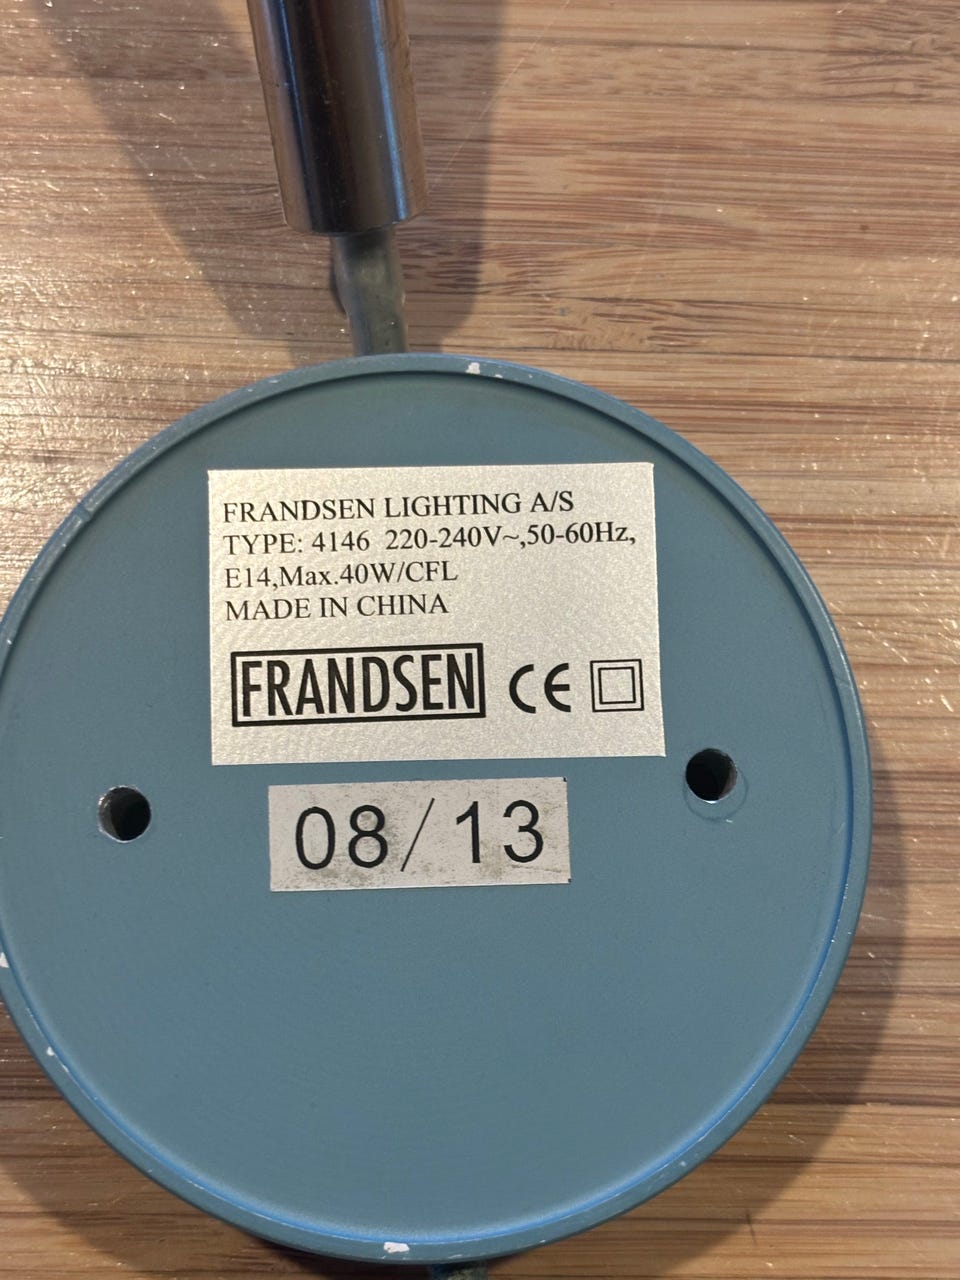 FRANDSEN LIGHTING A/S
TYPE: 4146 220-240V~,50-60Hz,
E14,Max.40W/CFL
MADE IN CHINA
FRANDSEN CE
08/13